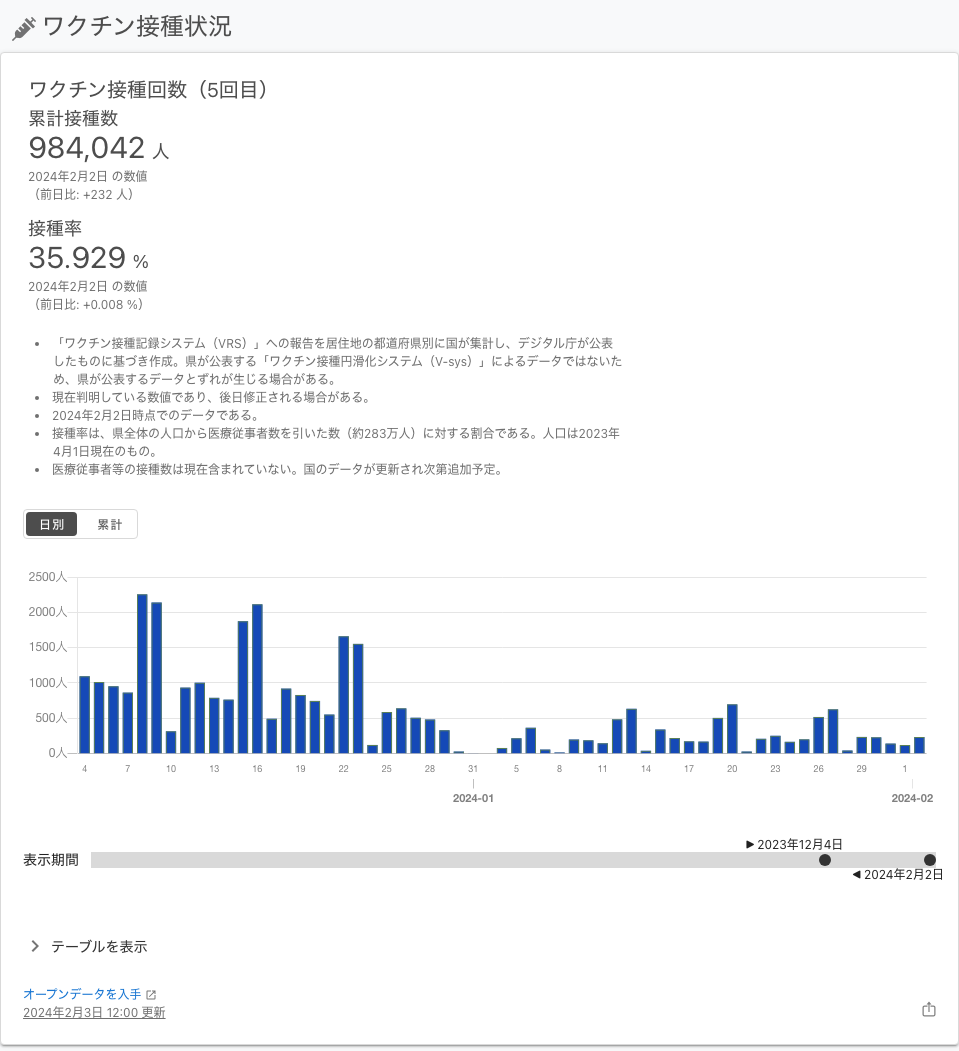 ワクチン接種状況
ワクチン接種回数（5回目）
累計接種数
984,042 人
2024年2月2日 の数値
（前日比: +232 人）
接種率
35.929 %
2024年2月2日 の数値
（前日比: +0.008 %）
• 「ワクチン接種記録システム（VRS）」への報告を居住地の都道府県別に国が集計し、デジタル庁が公表
したものに基づき作成。県が公表する「ワクチン接種円滑化システム（V-sys）」によるデータではないた
め、県が公表するデータとずれが生じる場合がある。
• 現在判明している数値であり、後日修正される場合がある。
• 2024年2月2日時点でのデータである。
• 接種率は、県全体の人口から医療従事者数を引いた数（約283万人）に対する割合である。人口は2023年
4月1日現在のもの。
• 医療従事者等の接種数は現在含まれていない。国のデータが更新され次第追加予定。
日別 累計
2500人
2000人
1500人
1000人
500人
0人
4 7 10 13 16 19 22 25 28 31 5 8 11 14 17 20 23 26 29 1
2024-01 2024-02
▶ 2023年12月4日
表示期間
◀ 2024年2月2日
テーブルを表示
オープンデータを入手
2024年2月3日 12:00 更新